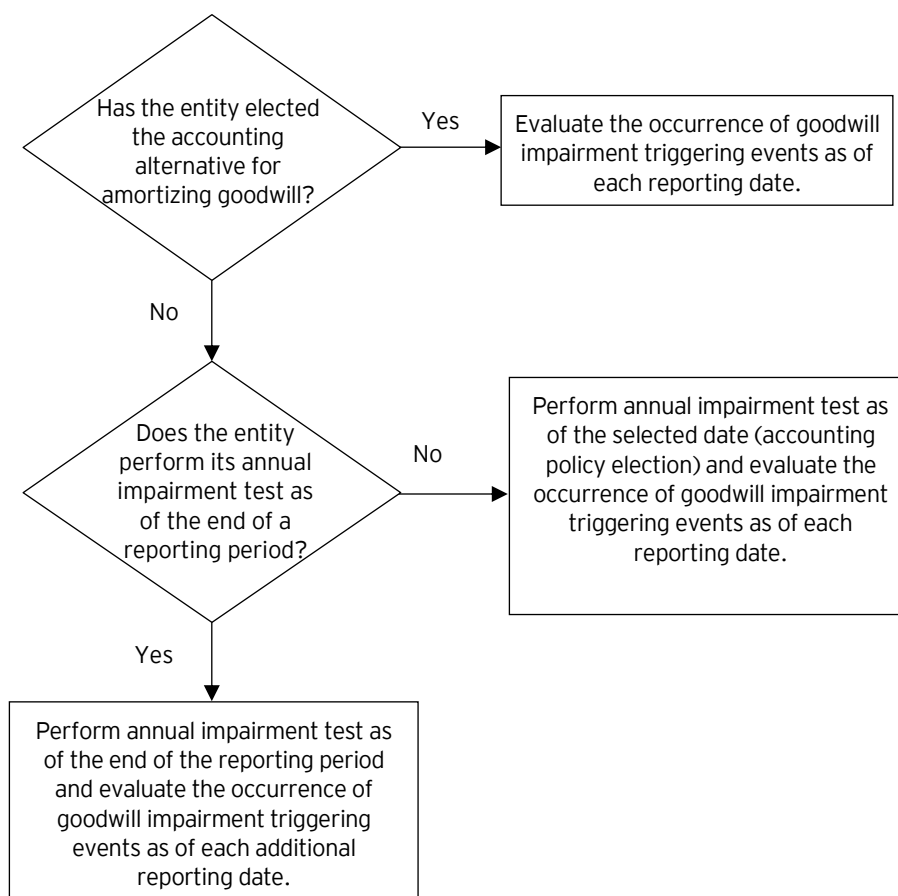 Has the entity elected
the accounting
alternative for
amortizing goodwill?
Yes
Evaluate the occurrence of goodwill
impairment triggering events as of
each reporting date.
No
Does the entity
perform its annual
impairment test as
of the end of a
reporting period?
No
Perform annual impairment test as
of the selected date (accounting
policy election) and evaluate the
occurrence of goodwill impairment
triggering events as of each
reporting date.
Yes
Perform annual impairment test as
of the end of the reporting period
and evaluate the occurrence of
goodwill impairment triggering
events as of each additional
reporting date.